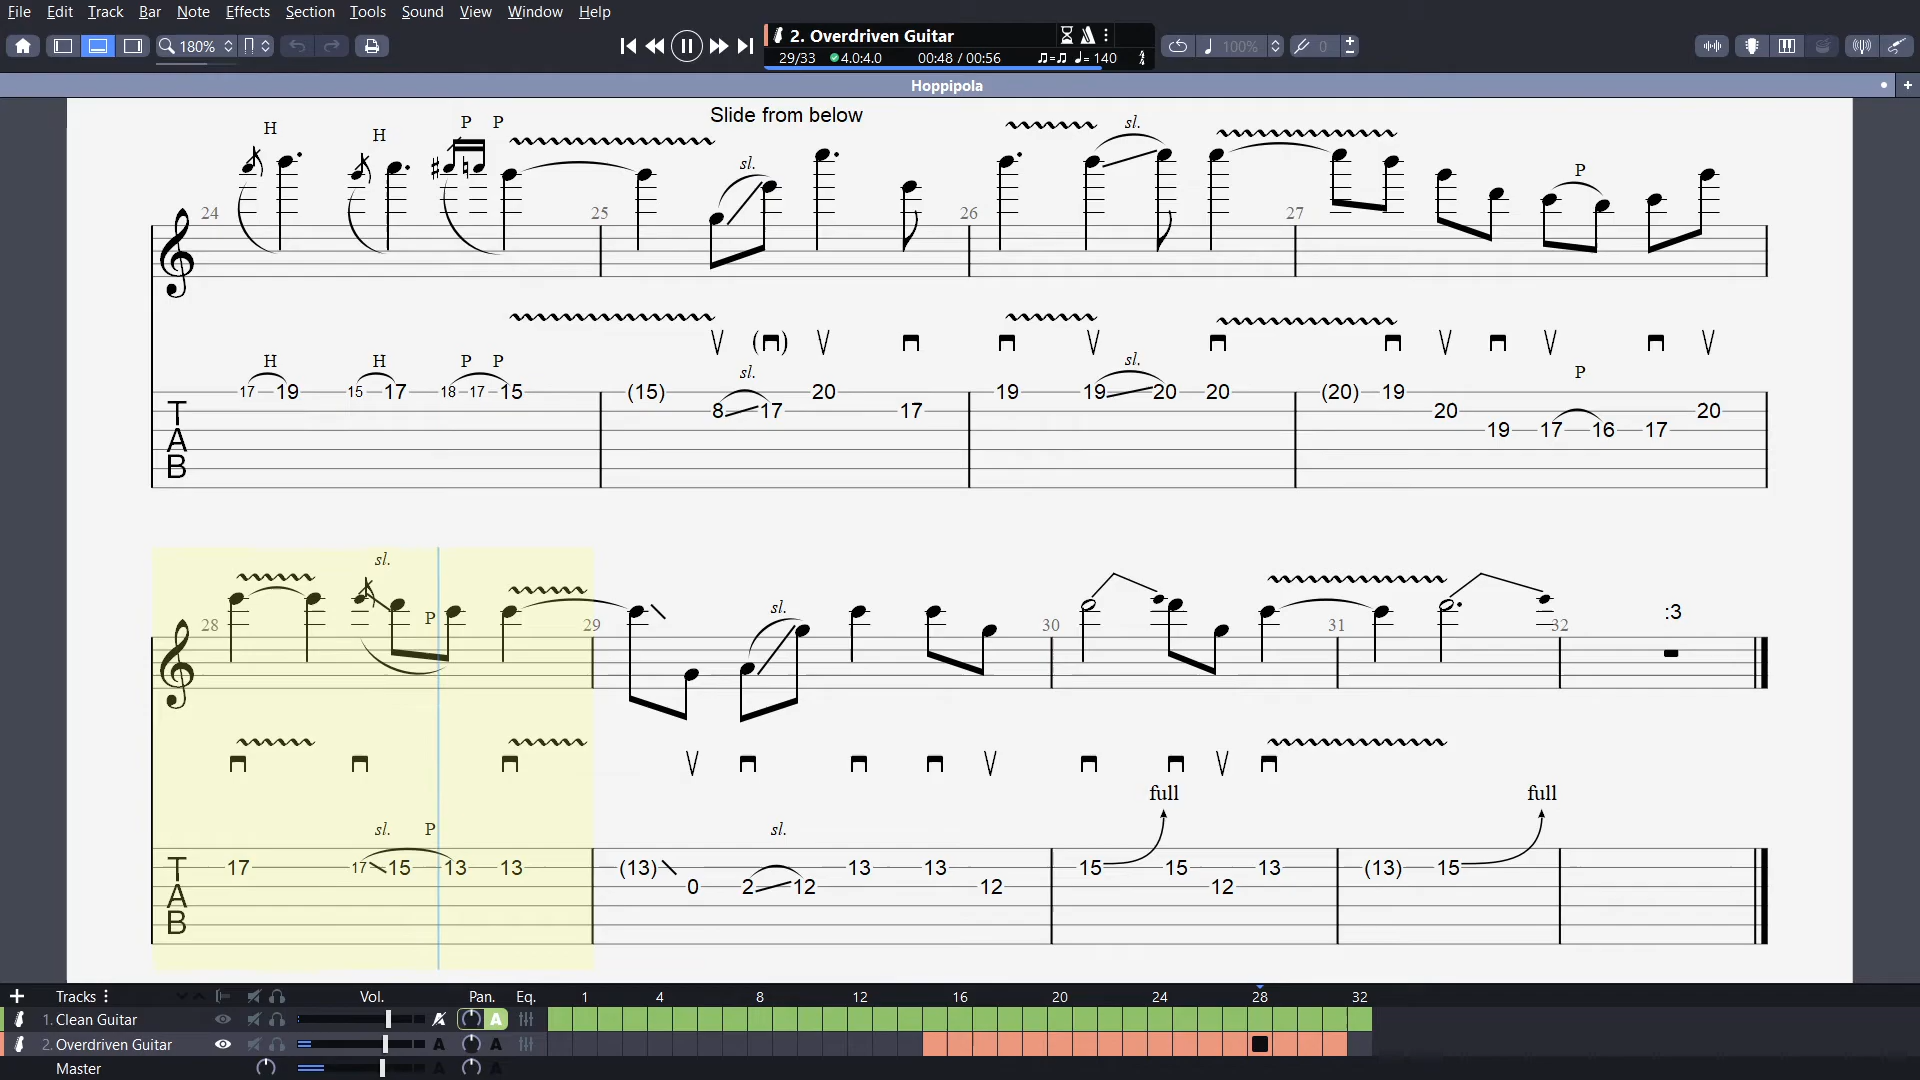 File Edit Track Bar Note Effects Section Tools Sound View Window Help
180% 2. Overdriven Guitar 100% 0
29/33 4.0:4.0 00:48 / 00:56 ♫=♫ ♩= 140
Hoppipola
Slide from below
H H P P sl. sl. P
24 25 26 27
H H P P sl. sl. P
17 19 15 17 18 17 15 (15) 20 19 19 20 20 (20) 19
8 17 17 20 20
19 17 16 17
TAB
sl. P sl. :3
28 29 30 31 32
full full
sl. P sl.
17 17 15 13 13 (13) 13 13 15 15 13 (13) 15
0 2 12 12 12
TAB
Tracks Vol. Pan. Eq. 1 4 8 12 16 20 24 28 32
1. Clean Guitar A
2. Overdriven Guitar A A
Master A